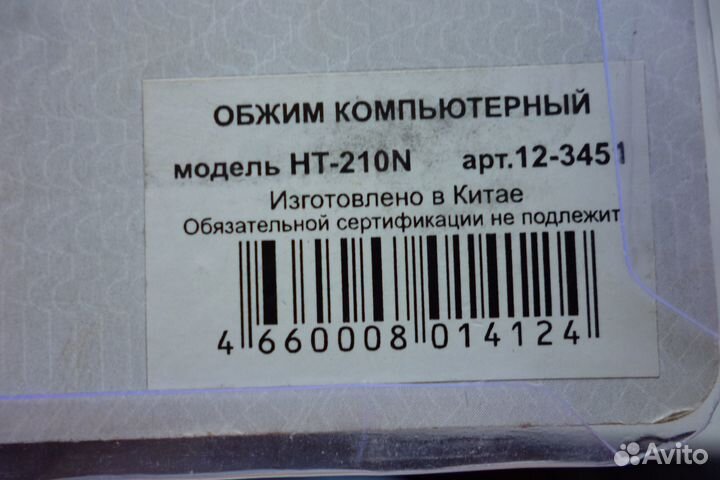 ОБЖИМ КОМПЬЮТЕРНЫЙ
модель HT-210N арт.12-3451
Изготовлено в Китае
Обязательной сертификации не подлежит
4 660008 014124
Avito